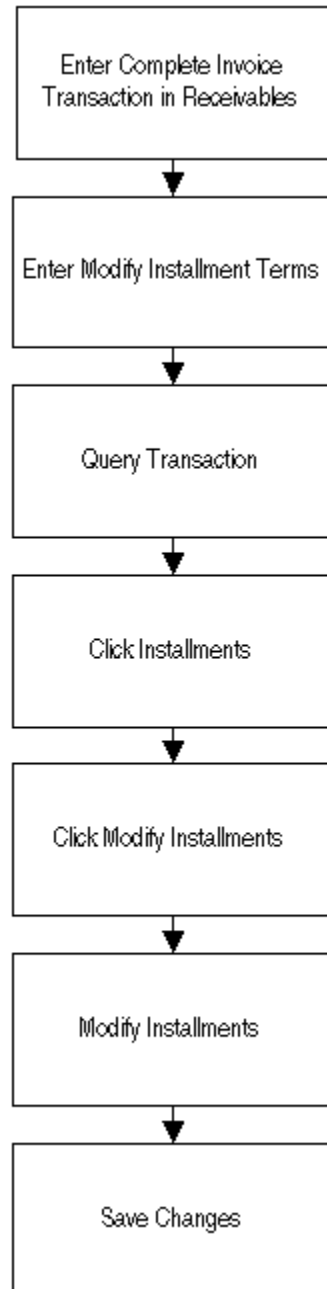 Enter Complete Invoice
Transaction in Receivables
Enter Modify Installment Terms
Query Transaction
Click Installments
Click Modify Installments
Modify Installments
Save Changes